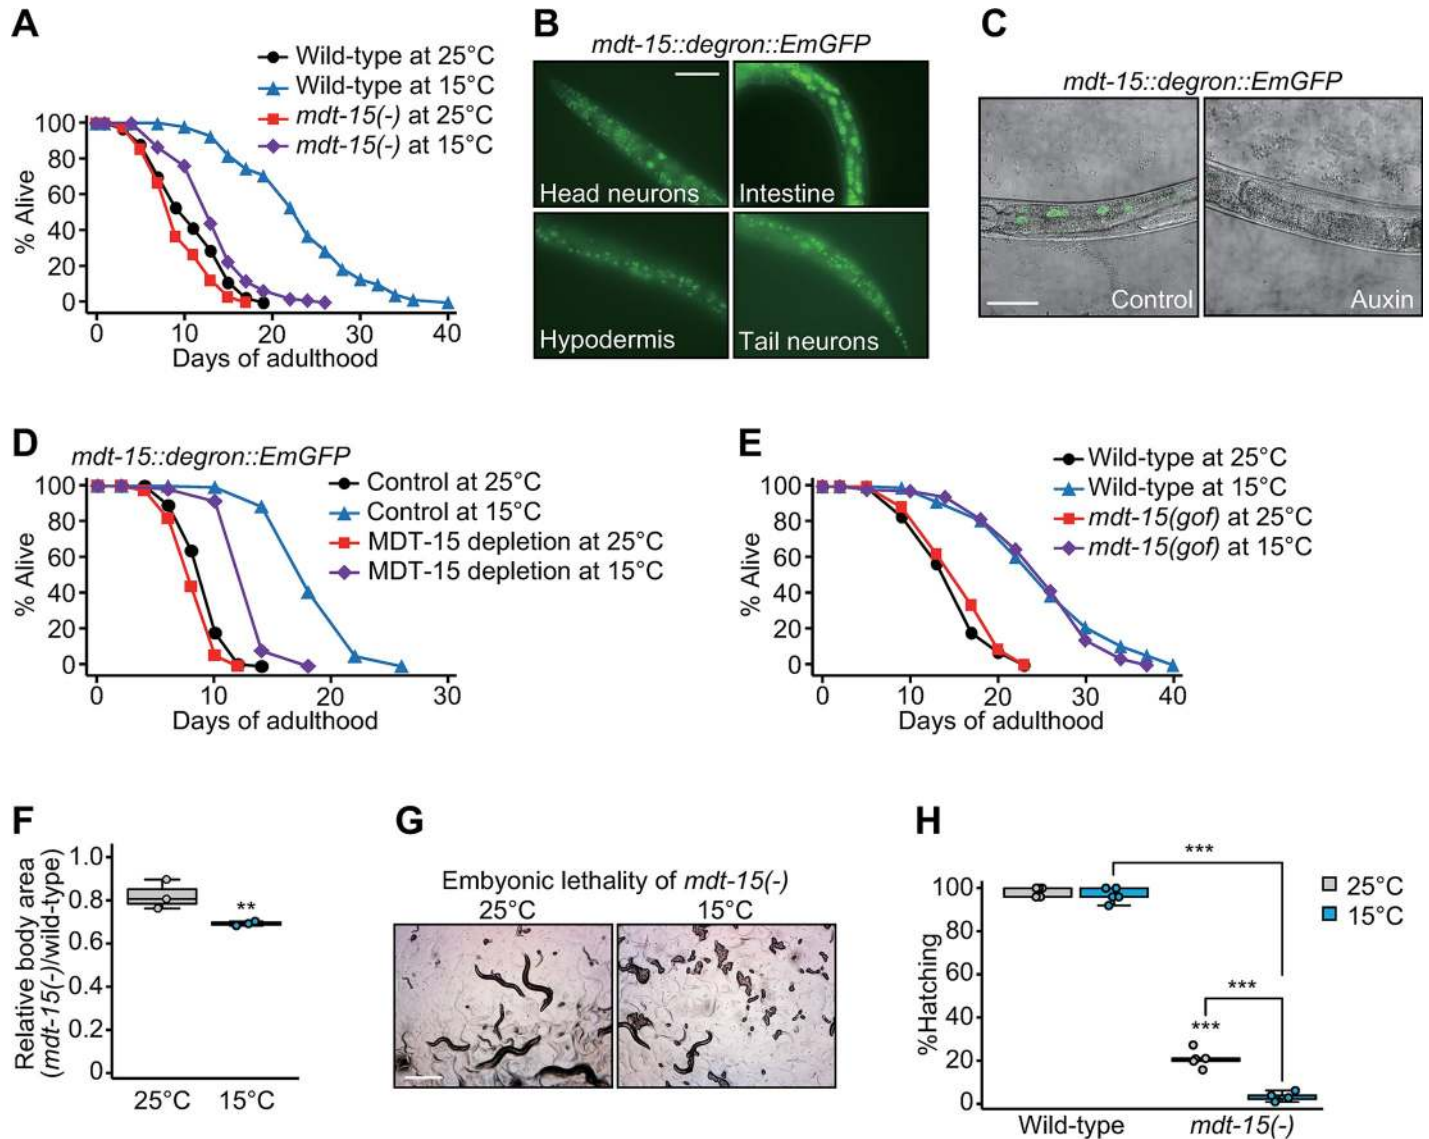 A
Wild-type at 25°C
Wild-type at 15°C
mdt-15(-) at 25°C
mdt-15(-) at 15°C
% Alive
100
80
60
40
20
0
0 10 20 30 40
Days of adulthood
B
mdt-15::degron::EmGFP
Head neurons
Intestine
Hypodermis
Tail neurons
C
mdt-15::degron::EmGFP
Control
Auxin
D
mdt-15::degron::EmGFP
Control at 25°C
Control at 15°C
MDT-15 depletion at 25°C
MDT-15 depletion at 15°C
% Alive
100
80
60
40
20
0
0 10 20 30
Days of adulthood
E
Wild-type at 25°C
Wild-type at 15°C
mdt-15(gof) at 25°C
mdt-15(gof) at 15°C
% Alive
100
80
60
40
20
0
0 10 20 30 40
Days of adulthood
F
Relative body area
(mdt-15(-)/wild-type)
1.0
0.8
0.6
0.4
0.2
0
**
25°C 15°C
G
Embyonic lethality of mdt-15(-)
25°C 15°C
H
%Hatching
100
80
60
40
20
0
***
***
***
25°C
15°C
Wild-type mdt-15(-)